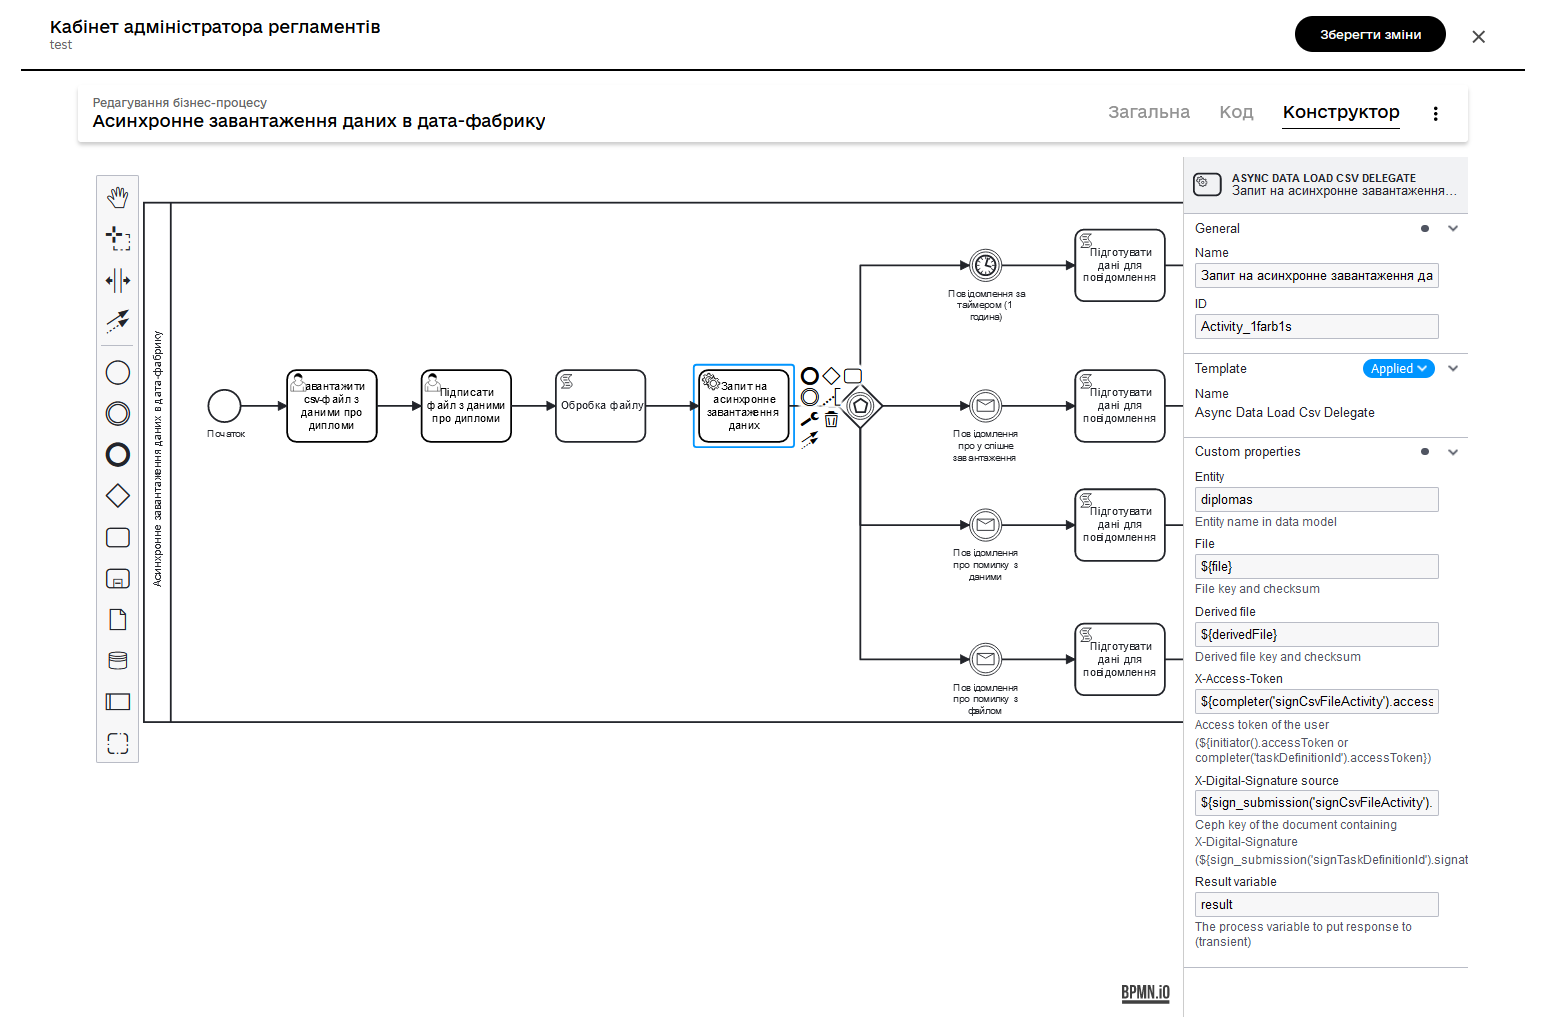 Кабінет адміністратора регламентів
test
Зберегти зміни
Редагування бізнес-процесу
Асинхронне завантаження даних в дата-фабрику
Загальна
Код
Конструктор
Асинхронне завантаження даних в дата-фабрику
Початок
авантажити
csv-файл з
даними про
дипломи
Підписати
файл з даними
про дипломи
Обробка файлу
Запит на
асинхронне
завантаження
даних
Повідомлення за
таймером (1
година)
Підготувати
дані для
повідомлення
Повідомлення
про успішне
завантаження
Підготувати
дані для
повідомлення
Повідомлення
про помилку з
даними
Підготувати
дані для
повідомлення
Повідомлення
про помилку з
файлом
Підготувати
дані для
повідомлення
BPMN.iO
ASYNC DATA LOAD CSV DELEGATE
Запит на асинхронне завантаження...
General
Name
Запит на асинхронне завантаження да
ID
Activity_1farb1s
Template
Applied
Name
Async Data Load Csv Delegate
Custom properties
Entity
diplomas
Entity name in data model
File
${file}
File key and checksum
Derived file
${derivedFile}
Derived file key and checksum
X-Access-Token
${completer('signCsvFileActivity').access
Access token of the user
(${initiator().accessToken or
completer('taskDefinitionId').accessToken})
X-Digital-Signature source
${sign_submission('signCsvFileActivity').
Ceph key of the document containing
X-Digital-Signature
(${sign_submission('signTaskDefinitionId').signat
Result variable
result
The process variable to put response to
(transient)